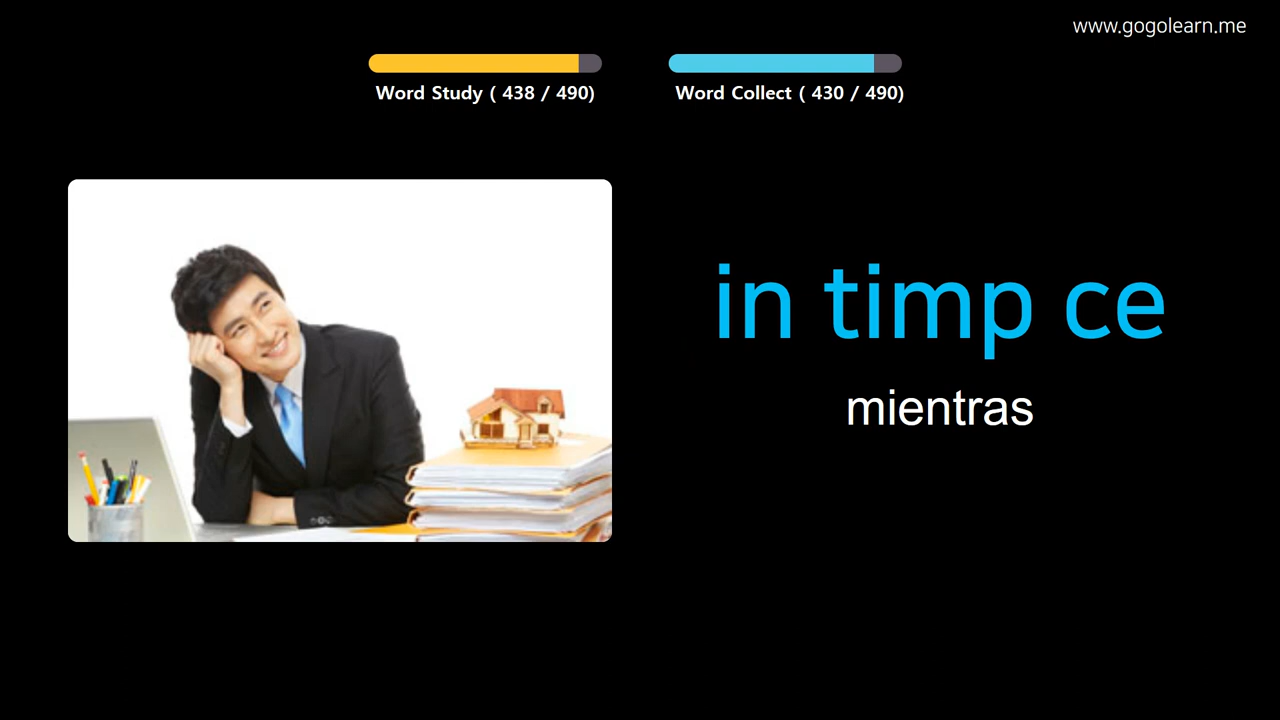 www.gogolearn.me
Word Study ( 438 / 490)
Word Collect ( 430 / 490)
in timp ce
mientras